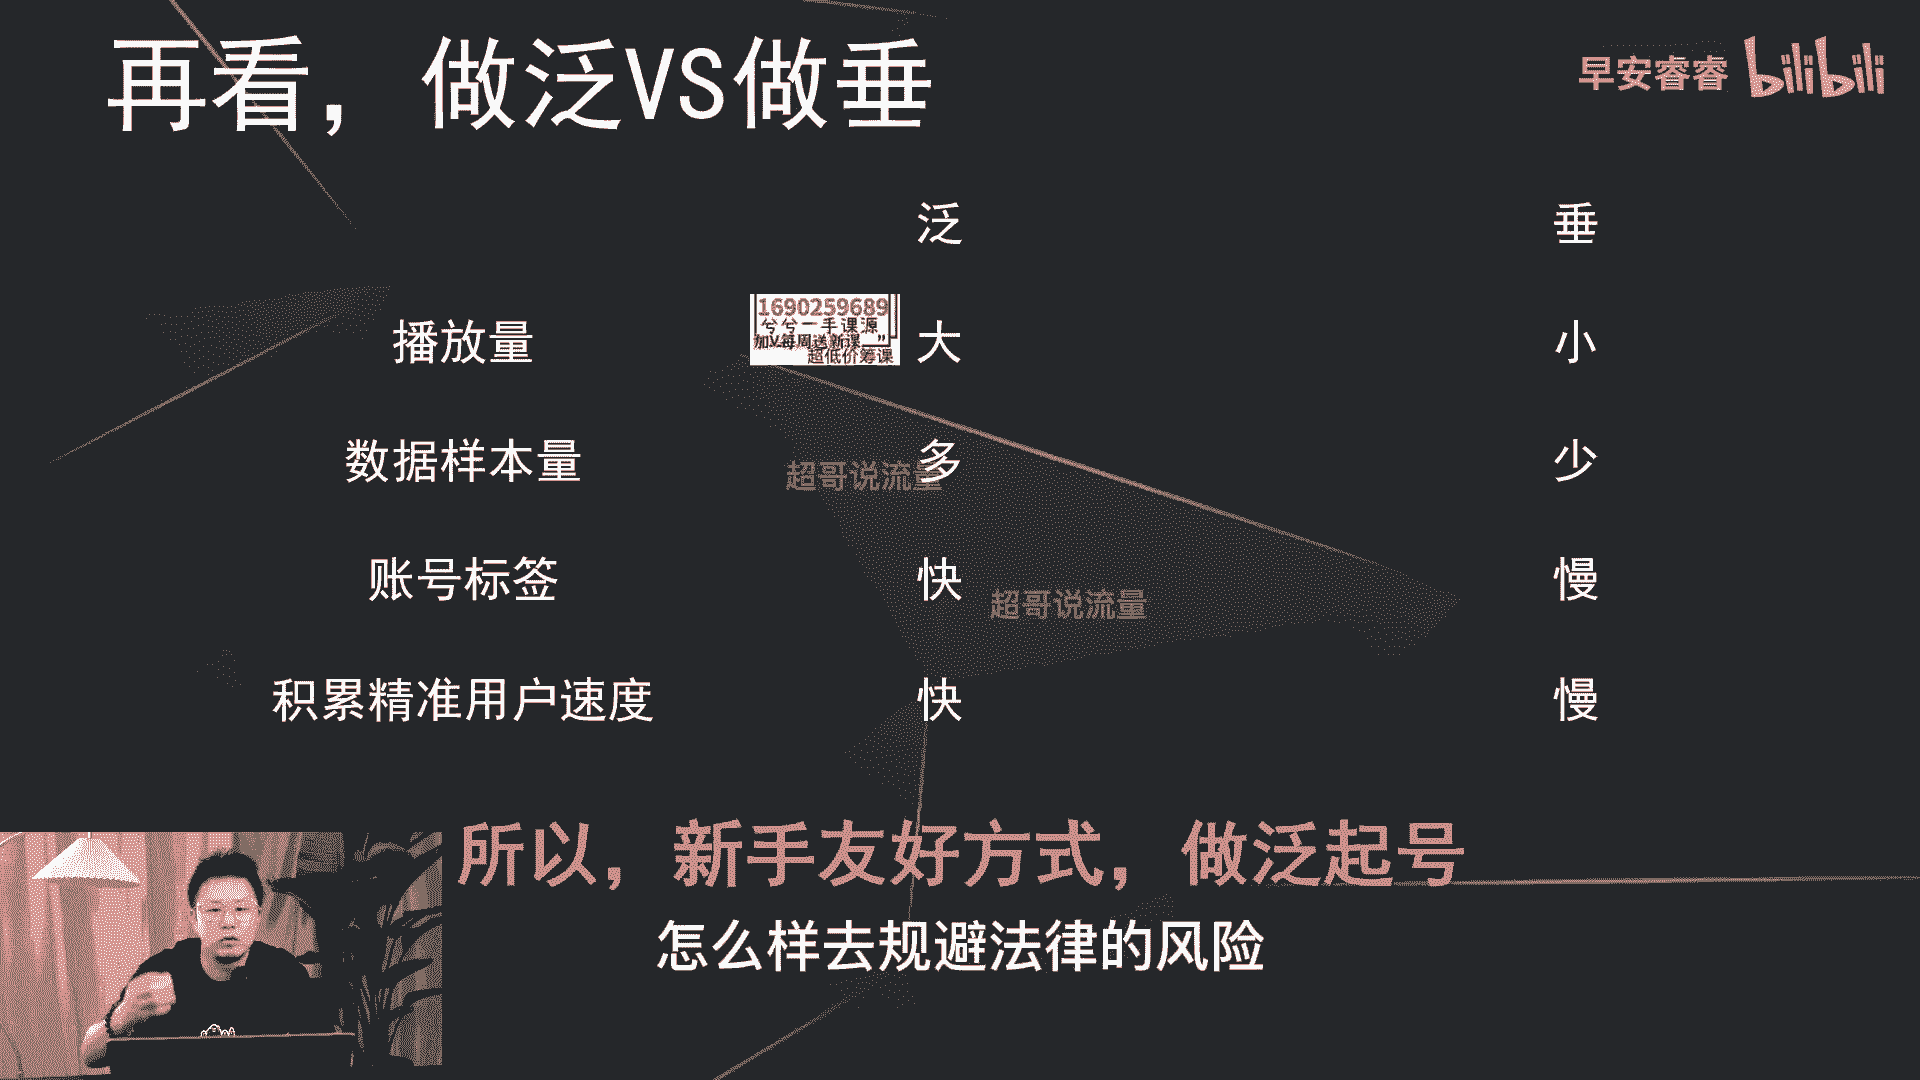 再看，做泛VS做垂
早安睿睿 bilibili
泛 垂
播放量 大 小
1690259689
兮兮一手课源
加V每周送新课
超低价筹课
数据样本量 多 少
超哥说流量
账号标签 快 慢
超哥说流量
积累精准用户速度 快 慢
所以，新手友好方式，做泛起号
怎么样去规避法律的风险